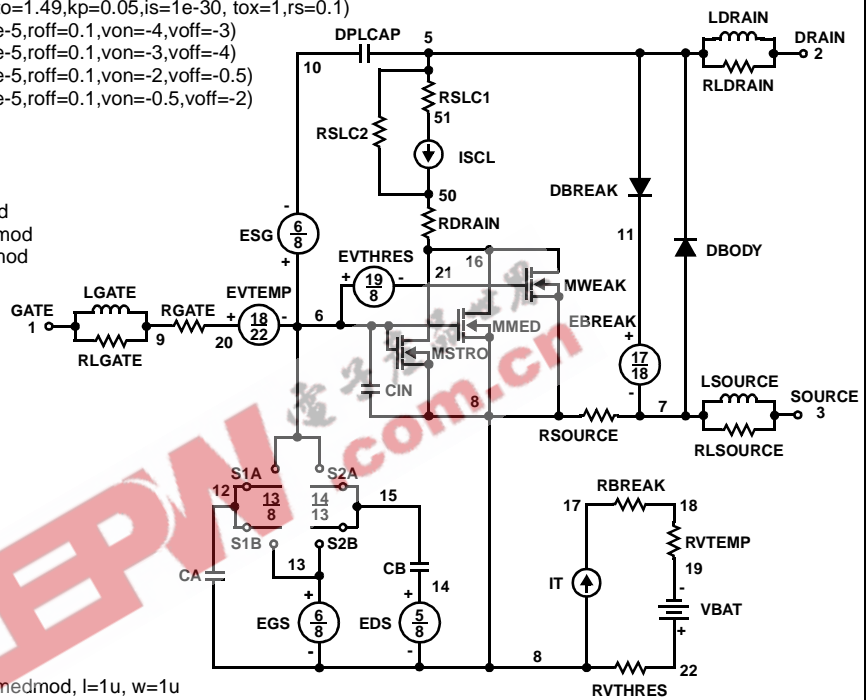 to=1.49,kp=0.05,is=1e-30, tox=1,rs=0.1)
e-5,roff=0.1,von=-4,voff=-3)
e-5,roff=0.1,von=-3,voff=-4)
e-5,roff=0.1,von=-2,voff=-0.5)
e-5,roff=0.1,von=-0.5,voff=-2)
d
mod
mod
DPLCAP
5
10
LDRAIN
DRAIN
2
RLDRAIN
RSLC1
51
RSLC2
ISCL
50
RDRAIN
DBREAK
11
DBODY
ESG
-
6
8
+
EVTHRES
+
19
8
-
21
16
MWEAK
MMED
MSTRO
EBREAK
+
17
18
-
GATE
1
LGATE
RLGATE
9
RGATE
20
EVTEMP
+
18
22
-
6
CIN
8
RSOURCE
7
LSOURCE
SOURCE
3
RLSOURCE
S1A
S2A
12
13
8
14
13
15
S1B
S2B
13
CA
CB
14
EGS
+
6
8
-
EDS
+
5
8
-
RBREAK
17
18
RVTEMP
19
IT
-
VBAT
+
8
22
RVTHRES
medmod, l=1u, w=1u
EPW
.com.cn